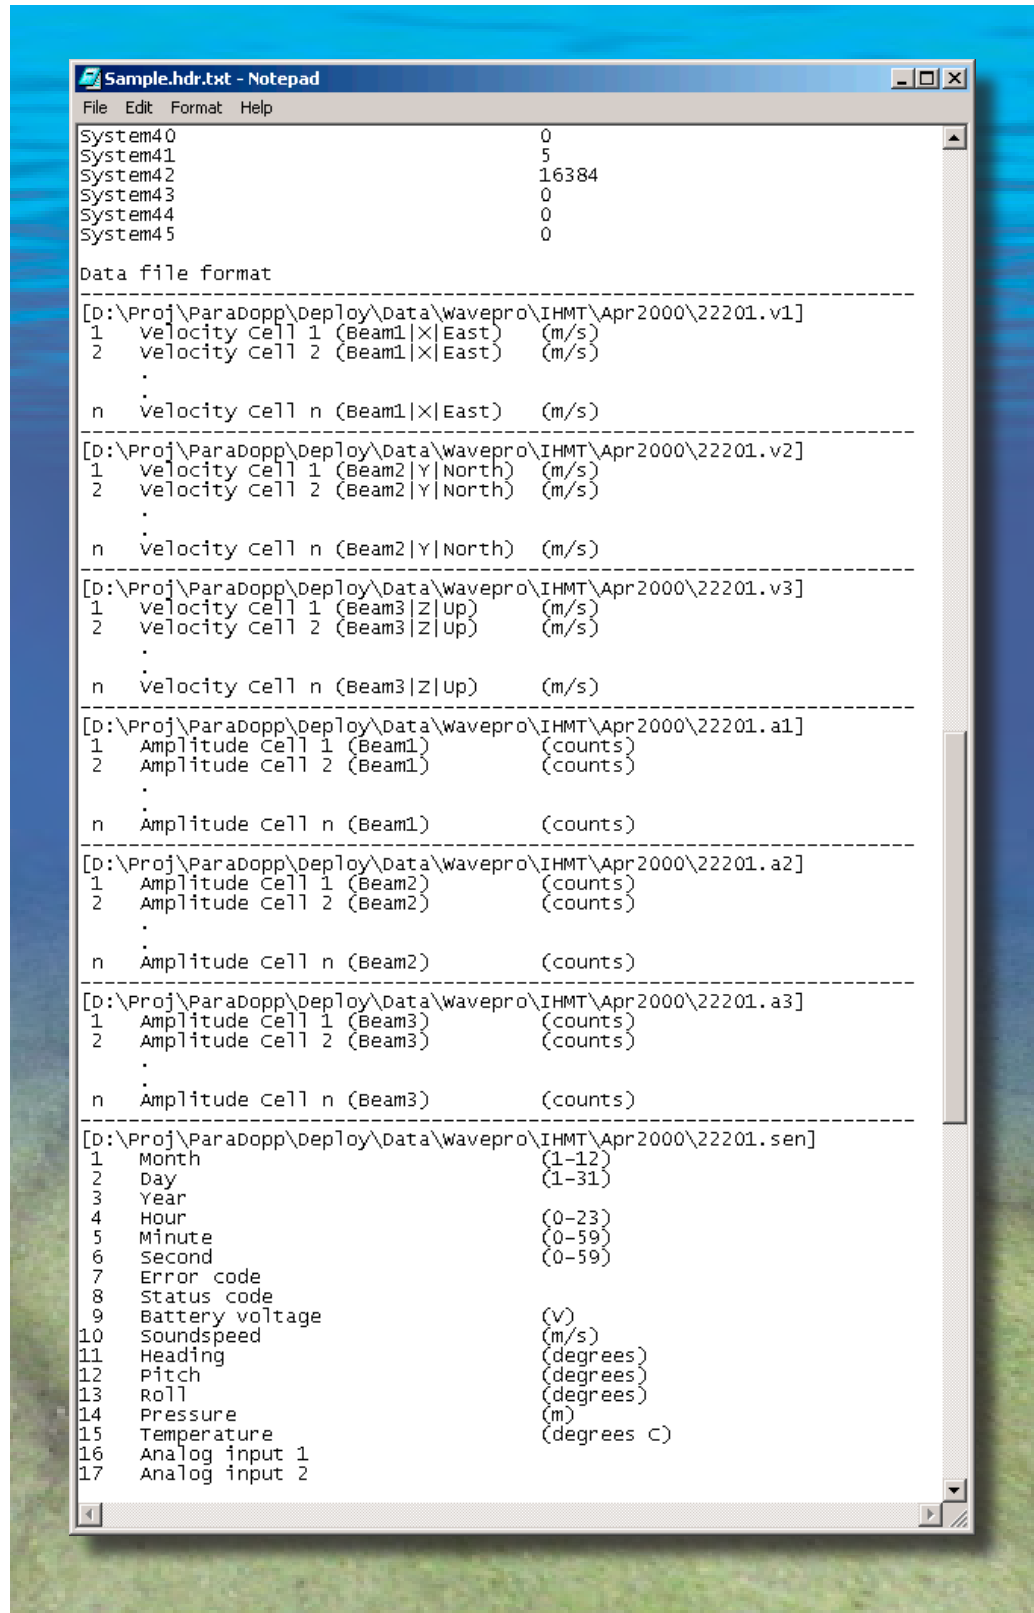 Sample.hdr.txt - Notepad
File Edit Format Help
System40 0
System41 5
System42 16384
System43 0
System44 0
System45 0
Data file format
-----------------------------------------------------------------------------------
[D:\Proj\ParaDopp\Deploy\Data\Wavepro\IHMT\Apr2000\22201.v1]
1 Velocity Cell 1 (Beam1|X|East) (m/s)
2 Velocity Cell 2 (Beam1|X|East) (m/s)
.
.
n Velocity Cell n (Beam1|X|East) (m/s)
-----------------------------------------------------------------------------------
[D:\Proj\ParaDopp\Deploy\Data\Wavepro\IHMT\Apr2000\22201.v2]
1 Velocity Cell 1 (Beam2|Y|North) (m/s)
2 Velocity Cell 2 (Beam2|Y|North) (m/s)
.
.
n Velocity Cell n (Beam2|Y|North) (m/s)
-----------------------------------------------------------------------------------
[D:\Proj\ParaDopp\Deploy\Data\Wavepro\IHMT\Apr2000\22201.v3]
1 Velocity Cell 1 (Beam3|Z|Up) (m/s)
2 Velocity Cell 2 (Beam3|Z|Up) (m/s)
.
.
n Velocity Cell n (Beam3|Z|Up) (m/s)
-----------------------------------------------------------------------------------
[D:\Proj\ParaDopp\Deploy\Data\Wavepro\IHMT\Apr2000\22201.a1]
1 Amplitude Cell 1 (Beam1) (counts)
2 Amplitude Cell 2 (Beam1) (counts)
.
.
n Amplitude Cell n (Beam1) (counts)
-----------------------------------------------------------------------------------
[D:\Proj\ParaDopp\Deploy\Data\Wavepro\IHMT\Apr2000\22201.a2]
1 Amplitude Cell 1 (Beam2) (counts)
2 Amplitude Cell 2 (Beam2) (counts)
.
.
n Amplitude Cell n (Beam2) (counts)
-----------------------------------------------------------------------------------
[D:\Proj\ParaDopp\Deploy\Data\Wavepro\IHMT\Apr2000\22201.a3]
1 Amplitude Cell 1 (Beam3) (counts)
2 Amplitude Cell 2 (Beam3) (counts)
.
.
n Amplitude Cell n (Beam3) (counts)
-----------------------------------------------------------------------------------
[D:\Proj\ParaDopp\Deploy\Data\Wavepro\IHMT\Apr2000\22201.sen]
1 Month (1-12)
2 Day (1-31)
3 Year
4 Hour (0-23)
5 Minute (0-59)
6 Second (0-59)
7 Error code
8 Status code
9 Battery voltage (V)
10 Soundspeed (m/s)
11 Heading (degrees)
12 Pitch (degrees)
13 Roll (degrees)
14 Pressure (m)
15 Temperature (degrees C)
16 Analog input 1
17 Analog input 2